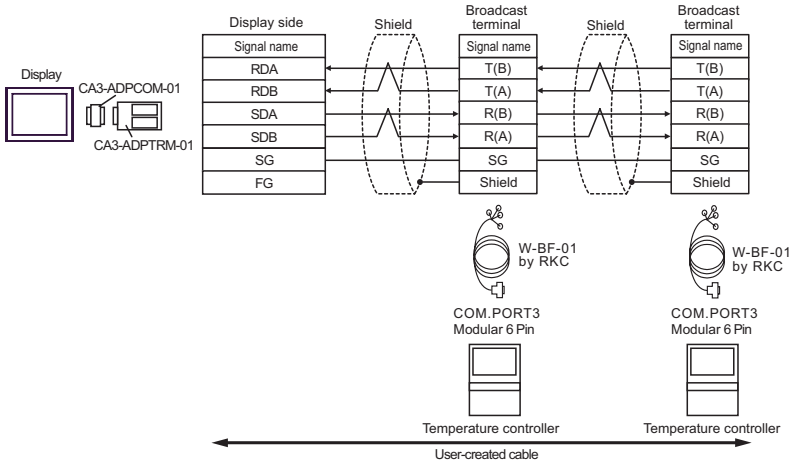 Display side
Shield
Broadcast
terminal
Shield
Broadcast
terminal
Signal name
Signal name
Signal name
RDA
T(B)
T(B)
RDB
T(A)
T(A)
SDA
R(B)
R(B)
SDB
R(A)
R(A)
SG
SG
SG
FG
Shield
Shield
Display
CA3-ADPCOM-01
CA3-ADPTRM-01
W-BF-01
by RKC
W-BF-01
by RKC
COM.PORT3
Modular 6 Pin
COM.PORT3
Modular 6 Pin
Temperature controller
Temperature controller
User-created cable